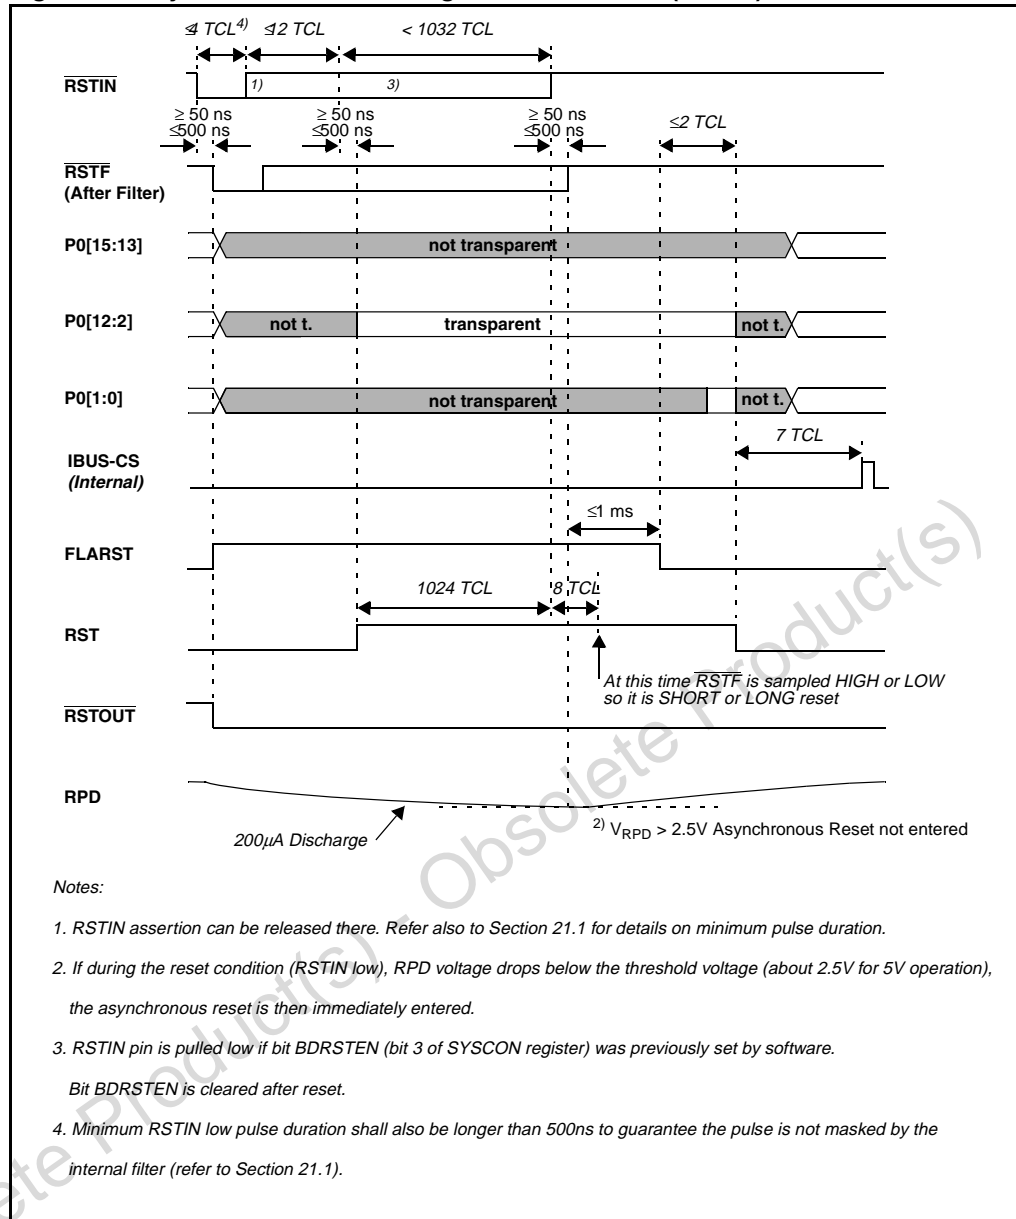 ≤4 TCL4) ≤12 TCL < 1032 TCL
RSTIN 1) 3)
≥ 50 ns ≥ 50 ns ≥ 50 ns
≤500 ns ≤500 ns ≤500 ns ≤2 TCL
RSTF
(After Filter)
P0[15:13] not transparent
P0[12:2] not t. transparent not t.
P0[1:0] not transparent not t.
7 TCL
IBUS-CS
(Internal)
≤1 ms
FLARST
1024 TCL 8 TCL
RST
At this time RSTF is sampled HIGH or LOW
so it is SHORT or LONG reset
RSTOUT
RPD
200µA Discharge
2) VRPD > 2.5V Asynchronous Reset not entered
Notes:
1. RSTIN assertion can be released there. Refer also to Section 21.1 for details on minimum pulse duration.
2. If during the reset condition (RSTIN low), RPD voltage drops below the threshold voltage (about 2.5V for 5V operation),
the asynchronous reset is then immediately entered.
3. RSTIN pin is pulled low if bit BDRSTEN (bit 3 of SYSCON register) was previously set by software.
Bit BDRSTEN is cleared after reset.
4. Minimum RSTIN low pulse duration shall also be longer than 500ns to guarantee the pulse is not masked by the
internal filter (refer to Section 21.1).
ete Product(s) - Obsolete Product(s)